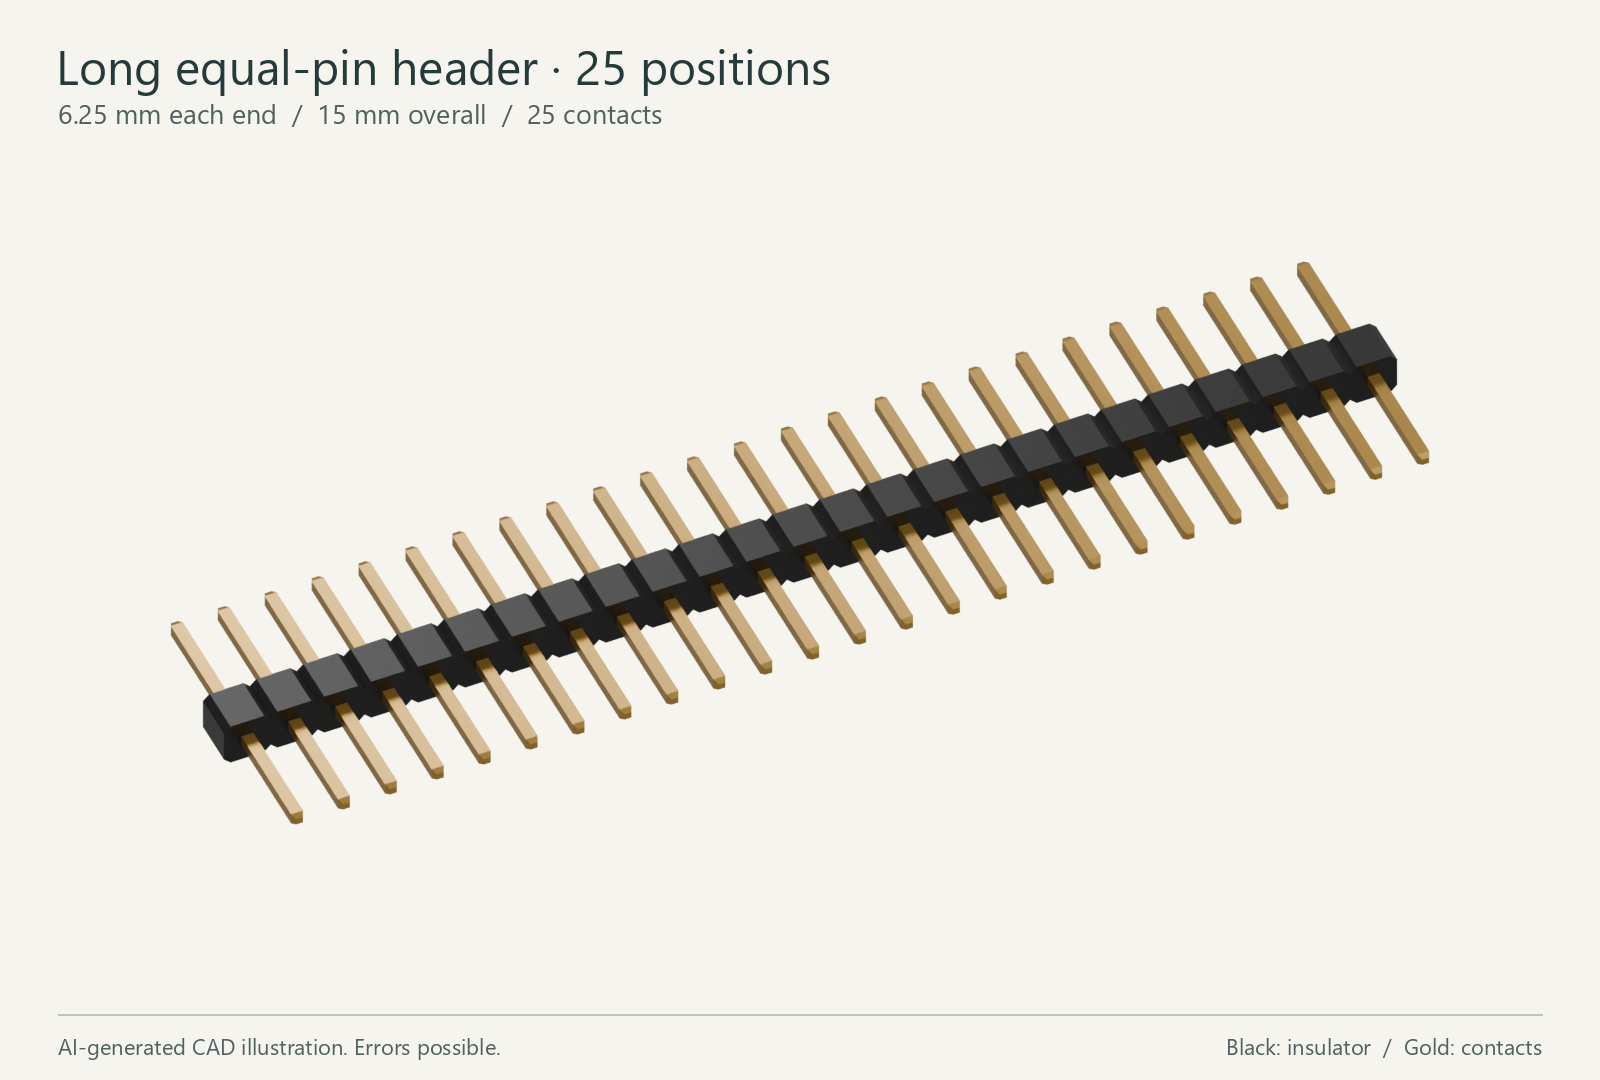 Long equal-pin header · 25 positions
6.25 mm each end / 15 mm overall / 25 contacts
AI-generated CAD illustration. Errors possible.
Black: insulator / Gold: contacts